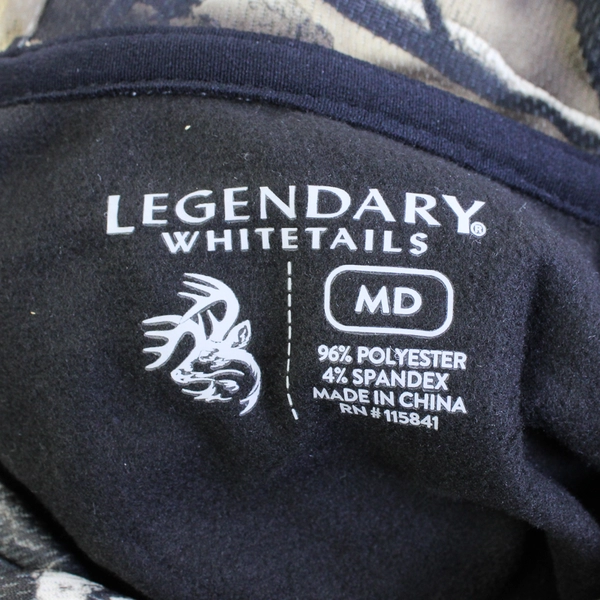 LEGENDARY®
WHITETAILS
MD
96% POLYESTER
4% SPANDEX
MADE IN CHINA
RN # 115841